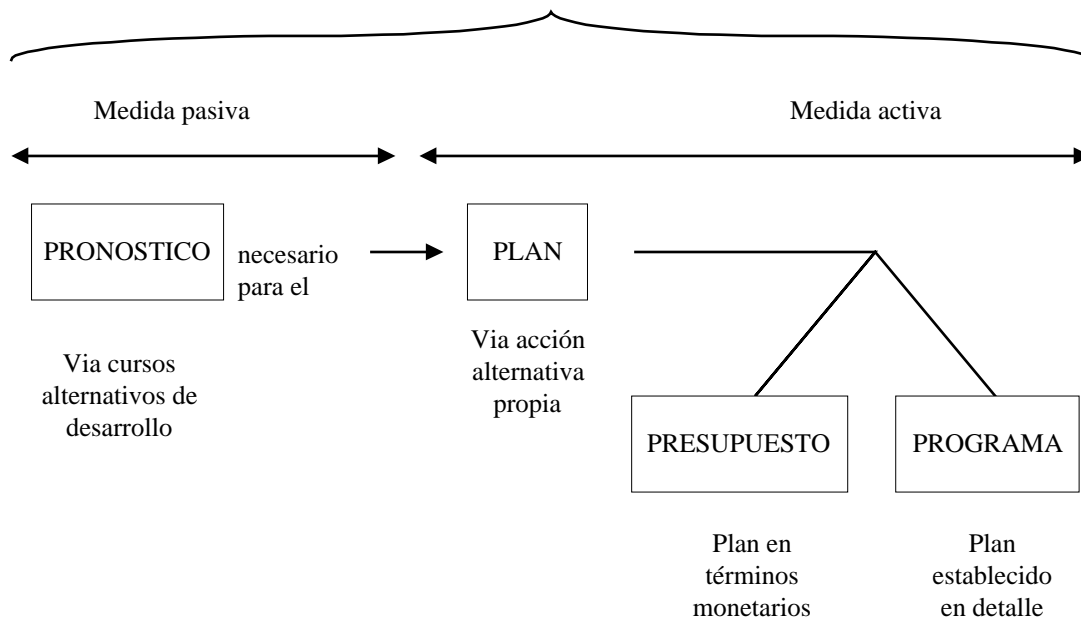 Medida pasiva
Medida activa
PRONOSTICO
necesario
para el
PLAN
Via cursos
alternativos de
desarrollo
Via acción
alternativa
propia
PRESUPUESTO
PROGRAMA
Plan en
términos
monetarios
Plan
establecido
en detalle